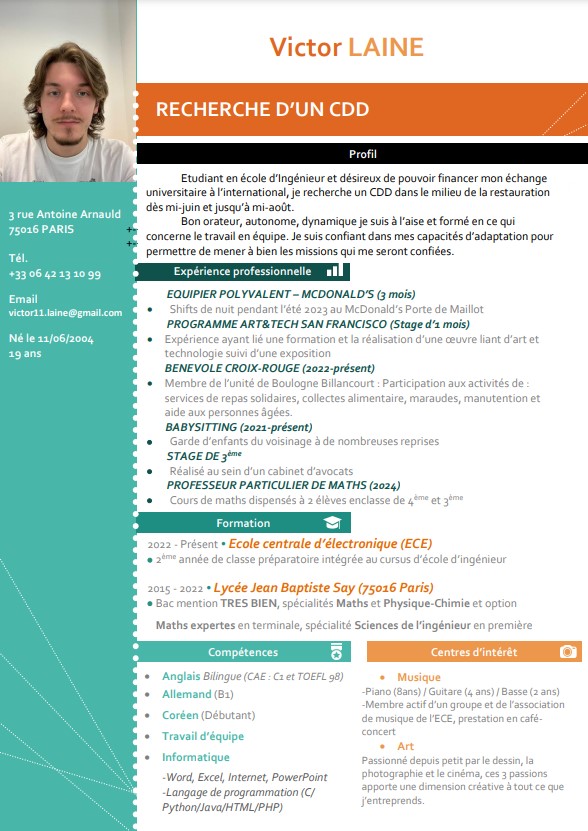 Victor LAINE
RECHERCHE D'UN CDD
3 rue Antoine Arnauld
75016 PARIS
Tél.
+33 06 42 13 10 99
Email
victor11.laine@gmail.com
Né le 11/06/2004
19 ans
Profil
Etudiant en école d'Ingénieur et désireux de pouvoir financer mon échange
universitaire à l'international, je recherche un CDD dans le milieu de la restauration
dès mi-juin et jusqu'à mi-août.
Bon orateur, autonome, dynamique je suis à l'aise et formé en ce qui
concerne le travail en équipe. Je suis confiant dans mes capacités d'adaptation pour
permettre de mener à bien les missions qui me seront confiées.
Expérience professionnelle
EQUIPIER POLYVALENT – MCDONALD'S (3 mois)
• Shifts de nuit pendant l'été 2023 au McDonald's Porte de Maillot
PROGRAMME ART&TECH SAN FRANCISCO (Stage d'1 mois)
• Expérience ayant lié une formation et la réalisation d'une œuvre liant d'art et
technologie suivi d'une exposition
BENEVOLE CROIX-ROUGE (2022-présent)
• Membre de l'unité de Boulogne Billancourt : Participation aux activités de :
services de repas solidaires, collectes alimentaire, maraudes, manutention et
aide aux personnes âgées.
BABYSITTING (2021-présent)
• Garde d'enfants du voisinage à de nombreuses reprises
STAGE DE 3ème
• Réalisé au sein d'un cabinet d'avocats
PROFESSEUR PARTICULIER DE MATHS (2024)
• Cours de maths dispensés à 2 élèves enclasse de 4ème et 3ème
Formation
2022 - Présent • Ecole centrale d'électronique (ECE)
• 2ème année de classe préparatoire intégrée au cursus d'école d'ingénieur
2015 - 2022 • Lycée Jean Baptiste Say (75016 Paris)
• Bac mention TRES BIEN, spécialités Maths et Physique-Chimie et option
Maths expertes en terminale, spécialité Sciences de l'ingénieur en première
Compétences
• Anglais Bilingue (CAE : C1 et TOEFL 98)
• Allemand (B1)
• Coréen (Débutant)
• Travail d'équipe
• Informatique
-Word, Excel, Internet, PowerPoint
-Langage de programmation (C/
Python/Java/HTML/PHP)
Centres d'intérêt
• Musique
-Piano (8ans) / Guitare (4 ans) / Basse (2 ans)
-Membre actif d'un groupe et de l'association
de musique de l'ECE, prestation en café-
concert
• Art
Passionné depuis petit par le dessin, la
photographie et le cinéma, ces 3 passions
apporte une dimension créative à tout ce que
j'entreprends.